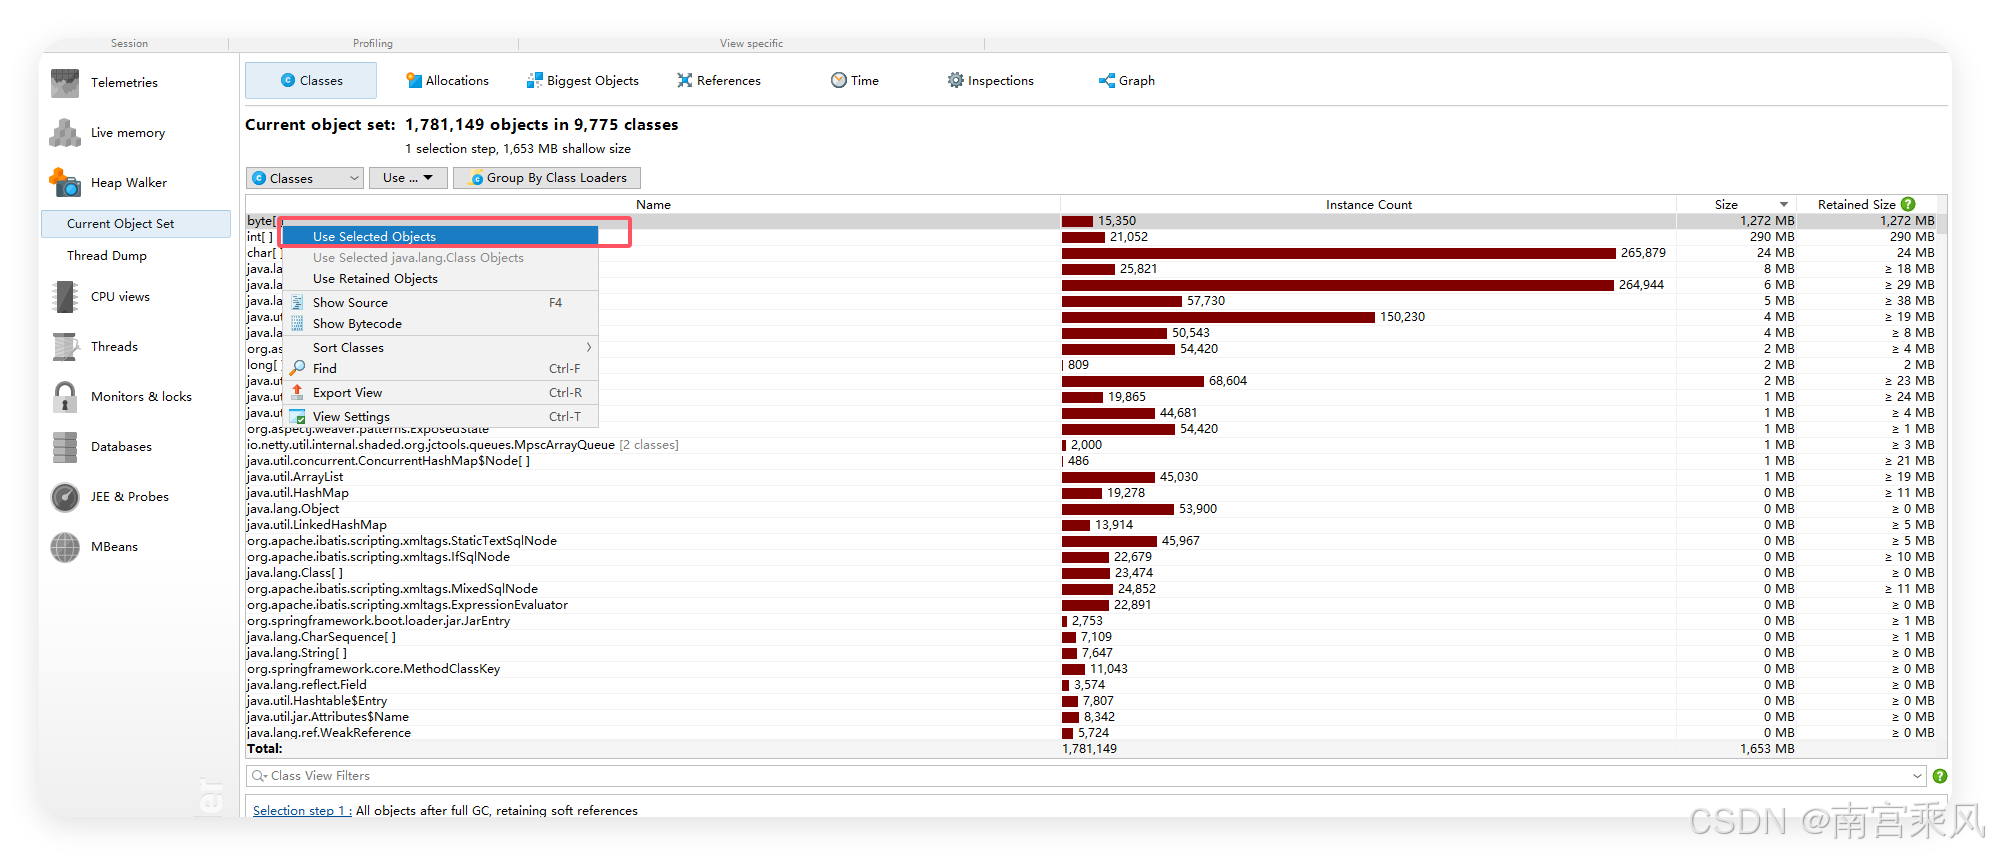 Session Profiling View specific
Telemetries
Live memory
Heap Walker
Current Object Set
Thread Dump
CPU views
Threads
Monitors & locks
Databases
JEE & Probes
MBeans
Classes Allocations Biggest Objects References Time Inspections Graph
Current object set: 1,781,149 objects in 9,775 classes
1 selection step, 1,653 MB shallow size
Classes Use ... Group By Class Loaders
Name Instance Count Size Retained Size
byte[ 15,350 1,272 MB 1,272 MB
int[ ] 21,052 290 MB 290 MB
char[ ] 265,879 24 MB 24 MB
java.la 25,821 8 MB ≥ 18 MB
java.la 264,944 6 MB ≥ 29 MB
java.la 57,730 5 MB ≥ 38 MB
java.ut 150,230 4 MB ≥ 19 MB
java.la 50,543 4 MB ≥ 8 MB
org.as 54,420 2 MB ≥ 4 MB
long[ ] 809 2 MB 2 MB
java.ut 68,604 2 MB ≥ 23 MB
java.ut 19,865 1 MB ≥ 24 MB
java.ut 44,681 1 MB ≥ 4 MB
org.aspectj.weaver.patterns.ExposedState 54,420 1 MB ≥ 1 MB
io.netty.util.internal.shaded.org.jctools.queues.MpscArrayQueue [2 classes] 2,000 1 MB ≥ 3 MB
java.util.concurrent.ConcurrentHashMap$Node[ ] 486 1 MB ≥ 21 MB
java.util.ArrayList 45,030 1 MB ≥ 19 MB
java.util.HashMap 19,278 0 MB ≥ 11 MB
java.lang.Object 53,900 0 MB ≥ 0 MB
java.util.LinkedHashMap 13,914 0 MB ≥ 5 MB
org.apache.ibatis.scripting.xmltags.StaticTextSqlNode 45,967 0 MB ≥ 5 MB
org.apache.ibatis.scripting.xmltags.IfSqlNode 22,679 0 MB ≥ 10 MB
java.lang.Class[ ] 23,474 0 MB ≥ 0 MB
org.apache.ibatis.scripting.xmltags.MixedSqlNode 24,852 0 MB ≥ 11 MB
org.apache.ibatis.scripting.xmltags.ExpressionEvaluator 22,891 0 MB ≥ 0 MB
org.springframework.boot.loader.jar.JarEntry 2,753 0 MB ≥ 1 MB
java.lang.CharSequence[ ] 7,109 0 MB ≥ 1 MB
java.lang.String[ ] 7,647 0 MB ≥ 0 MB
org.springframework.core.MethodClassKey 11,043 0 MB ≥ 0 MB
java.lang.reflect.Field 3,574 0 MB ≥ 0 MB
java.util.Hashtable$Entry 7,807 0 MB ≥ 0 MB
java.util.jar.Attributes$Name 8,342 0 MB ≥ 0 MB
java.lang.ref.WeakReference 5,724 0 MB ≥ 0 MB
Total: 1,781,149 1,653 MB
Use Selected Objects
Use Selected java.lang.Class Objects
Use Retained Objects
Show Source F4
Show Bytecode
Sort Classes
Find Ctrl-F
Export View Ctrl-R
View Settings Ctrl-T
Class View Filters
Selection step 1 : All objects after full GC, retaining soft references
CSDN @南宫乘风